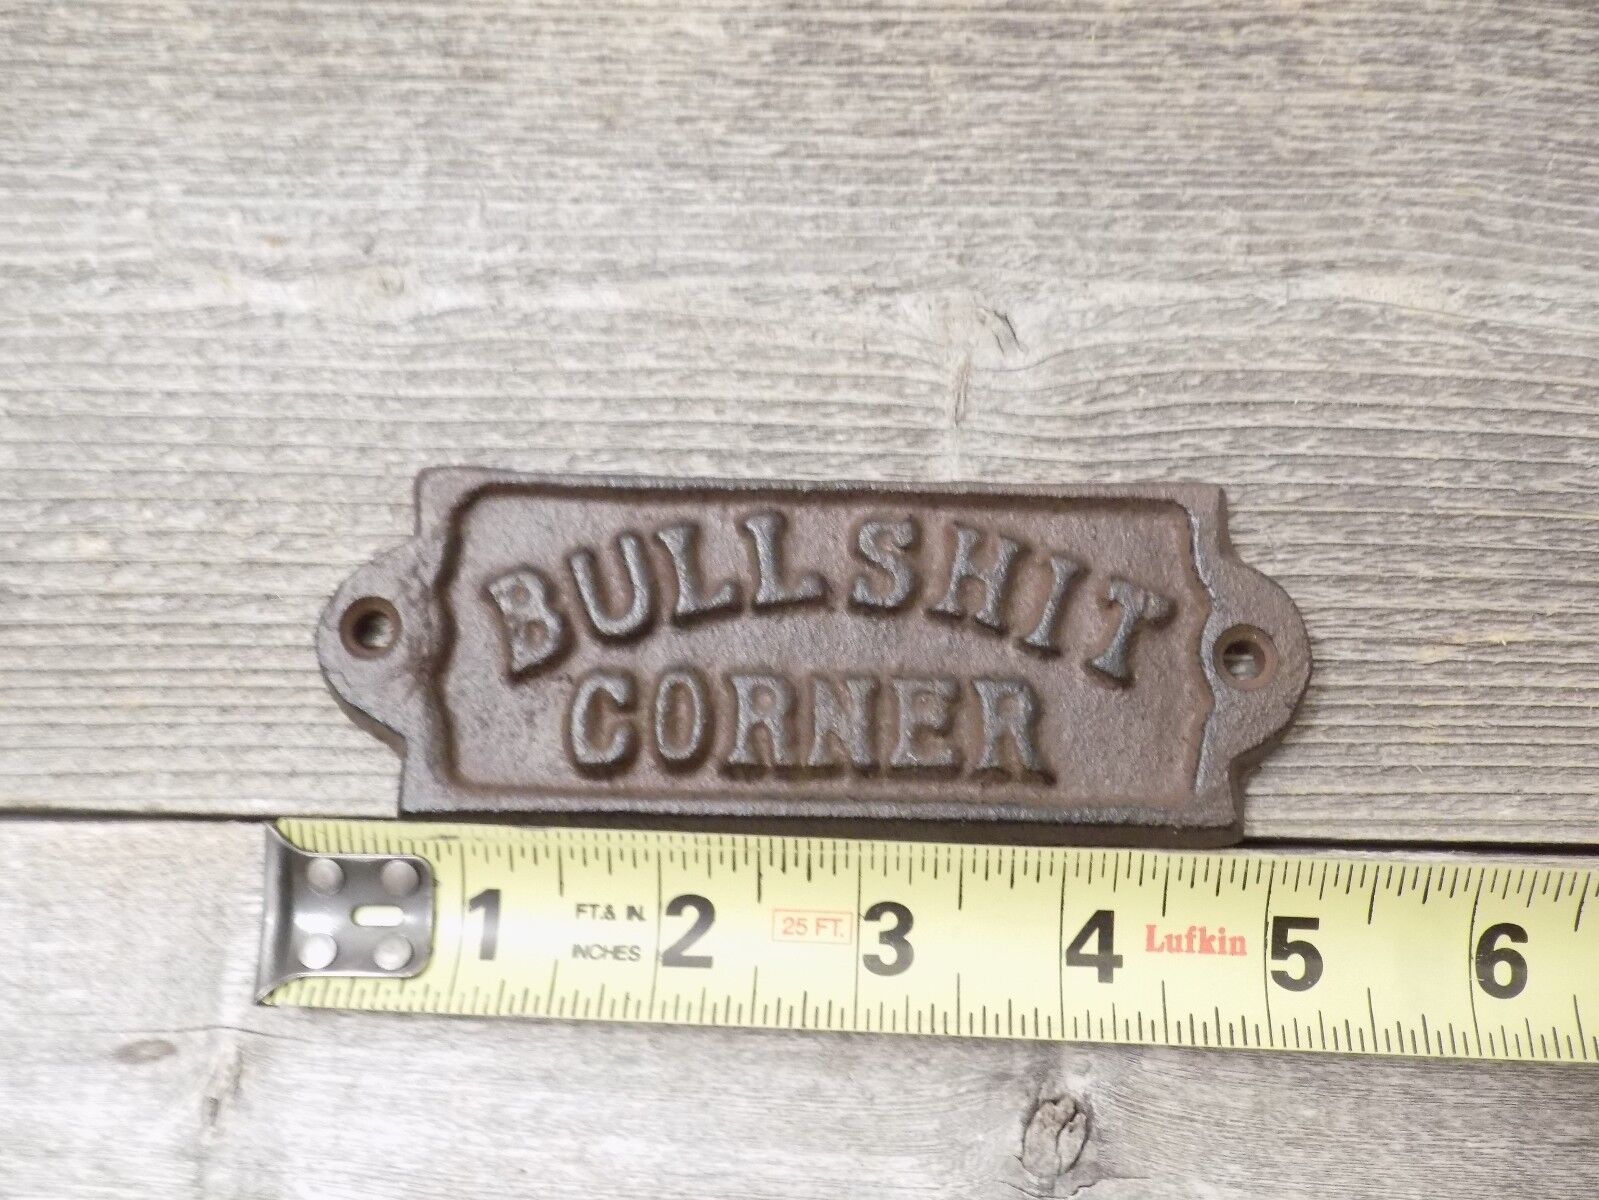 BULLSHIT
CORNER
1 FT.& IN. INCHES 2 25 FT. 3 4 Lufkin 5 6